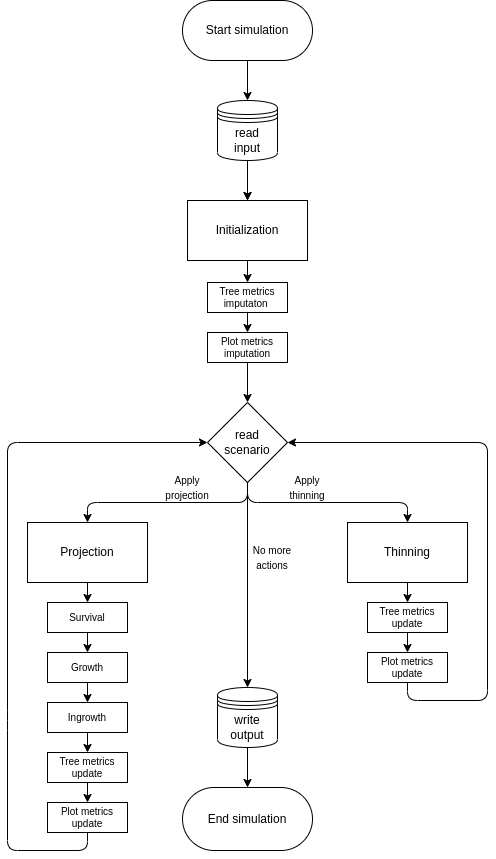 Start simulation
read
input
Initialization
Tree metrics
imputaton
Plot metrics
imputation
read
scenario
Apply
projection
Apply
thinning
Projection
No more
actions
Thinning
Survival
Growth
Ingrowth
Tree metrics
update
Plot metrics
update
Tree metrics
update
Plot metrics
update
write
output
End simulation